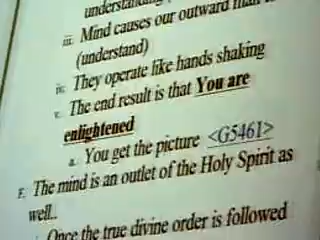 understanding
iii. Mind causes our outward man
(understand)
iv. They operate like hands shaking
v. The end result is that You are
enlightened
a. You get the picture <G5461>
F. The mind is an outlet of the Holy Spirit as
well..
Once the true divine order is followed